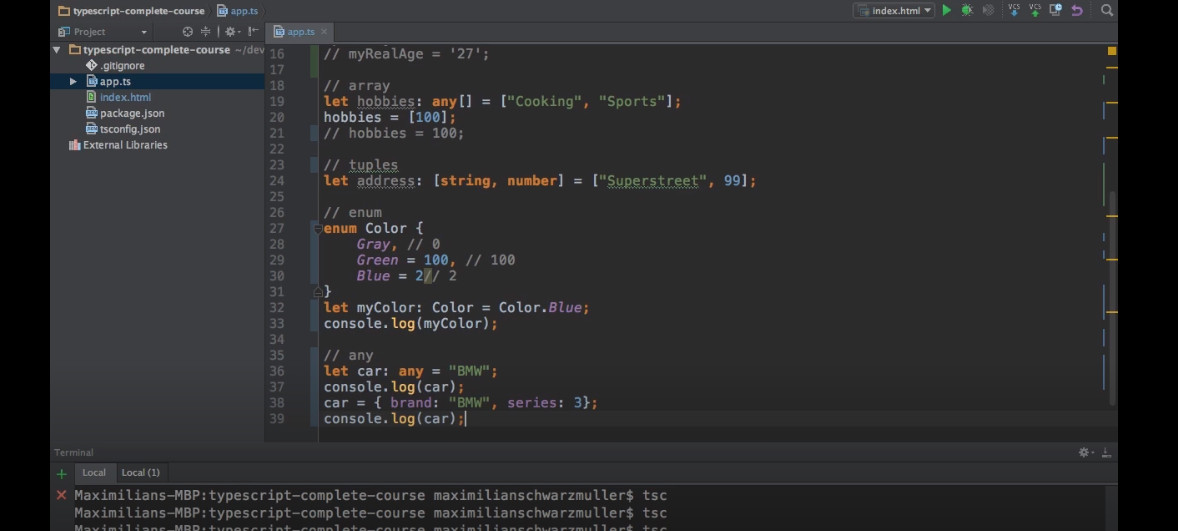 typescript-complete-course app.ts index.html
Project app.ts
typescript-complete-course ~/dev
.gitignore
app.ts
index.html
package.json
tsconfig.json
External Libraries
16 // myRealAge = '27';
17
18 // array
19 let hobbies: any[] = ["Cooking", "Sports"];
20 hobbies = [100];
21 // hobbies = 100;
22
23 // tuples
24 let address: [string, number] = ["Superstreet", 99];
25
26 // enum
27 enum Color {
28 Gray, // 0
29 Green = 100, // 100
30 Blue = 2// 2
31 }
32 let myColor: Color = Color.Blue;
33 console.log(myColor);
34
35 // any
36 let car: any = "BMW";
37 console.log(car);
38 car = { brand: "BMW", series: 3};
39 console.log(car);
Terminal
Local Local (1)
Maximilians-MBP:typescript-complete-course maximilianschwarzmuller$ tsc
Maximilians-MBP:typescript-complete-course maximilianschwarzmuller$ tsc
Maximilians-MBP:typescript-complete-course maximilianschwarzmuller$ tsc